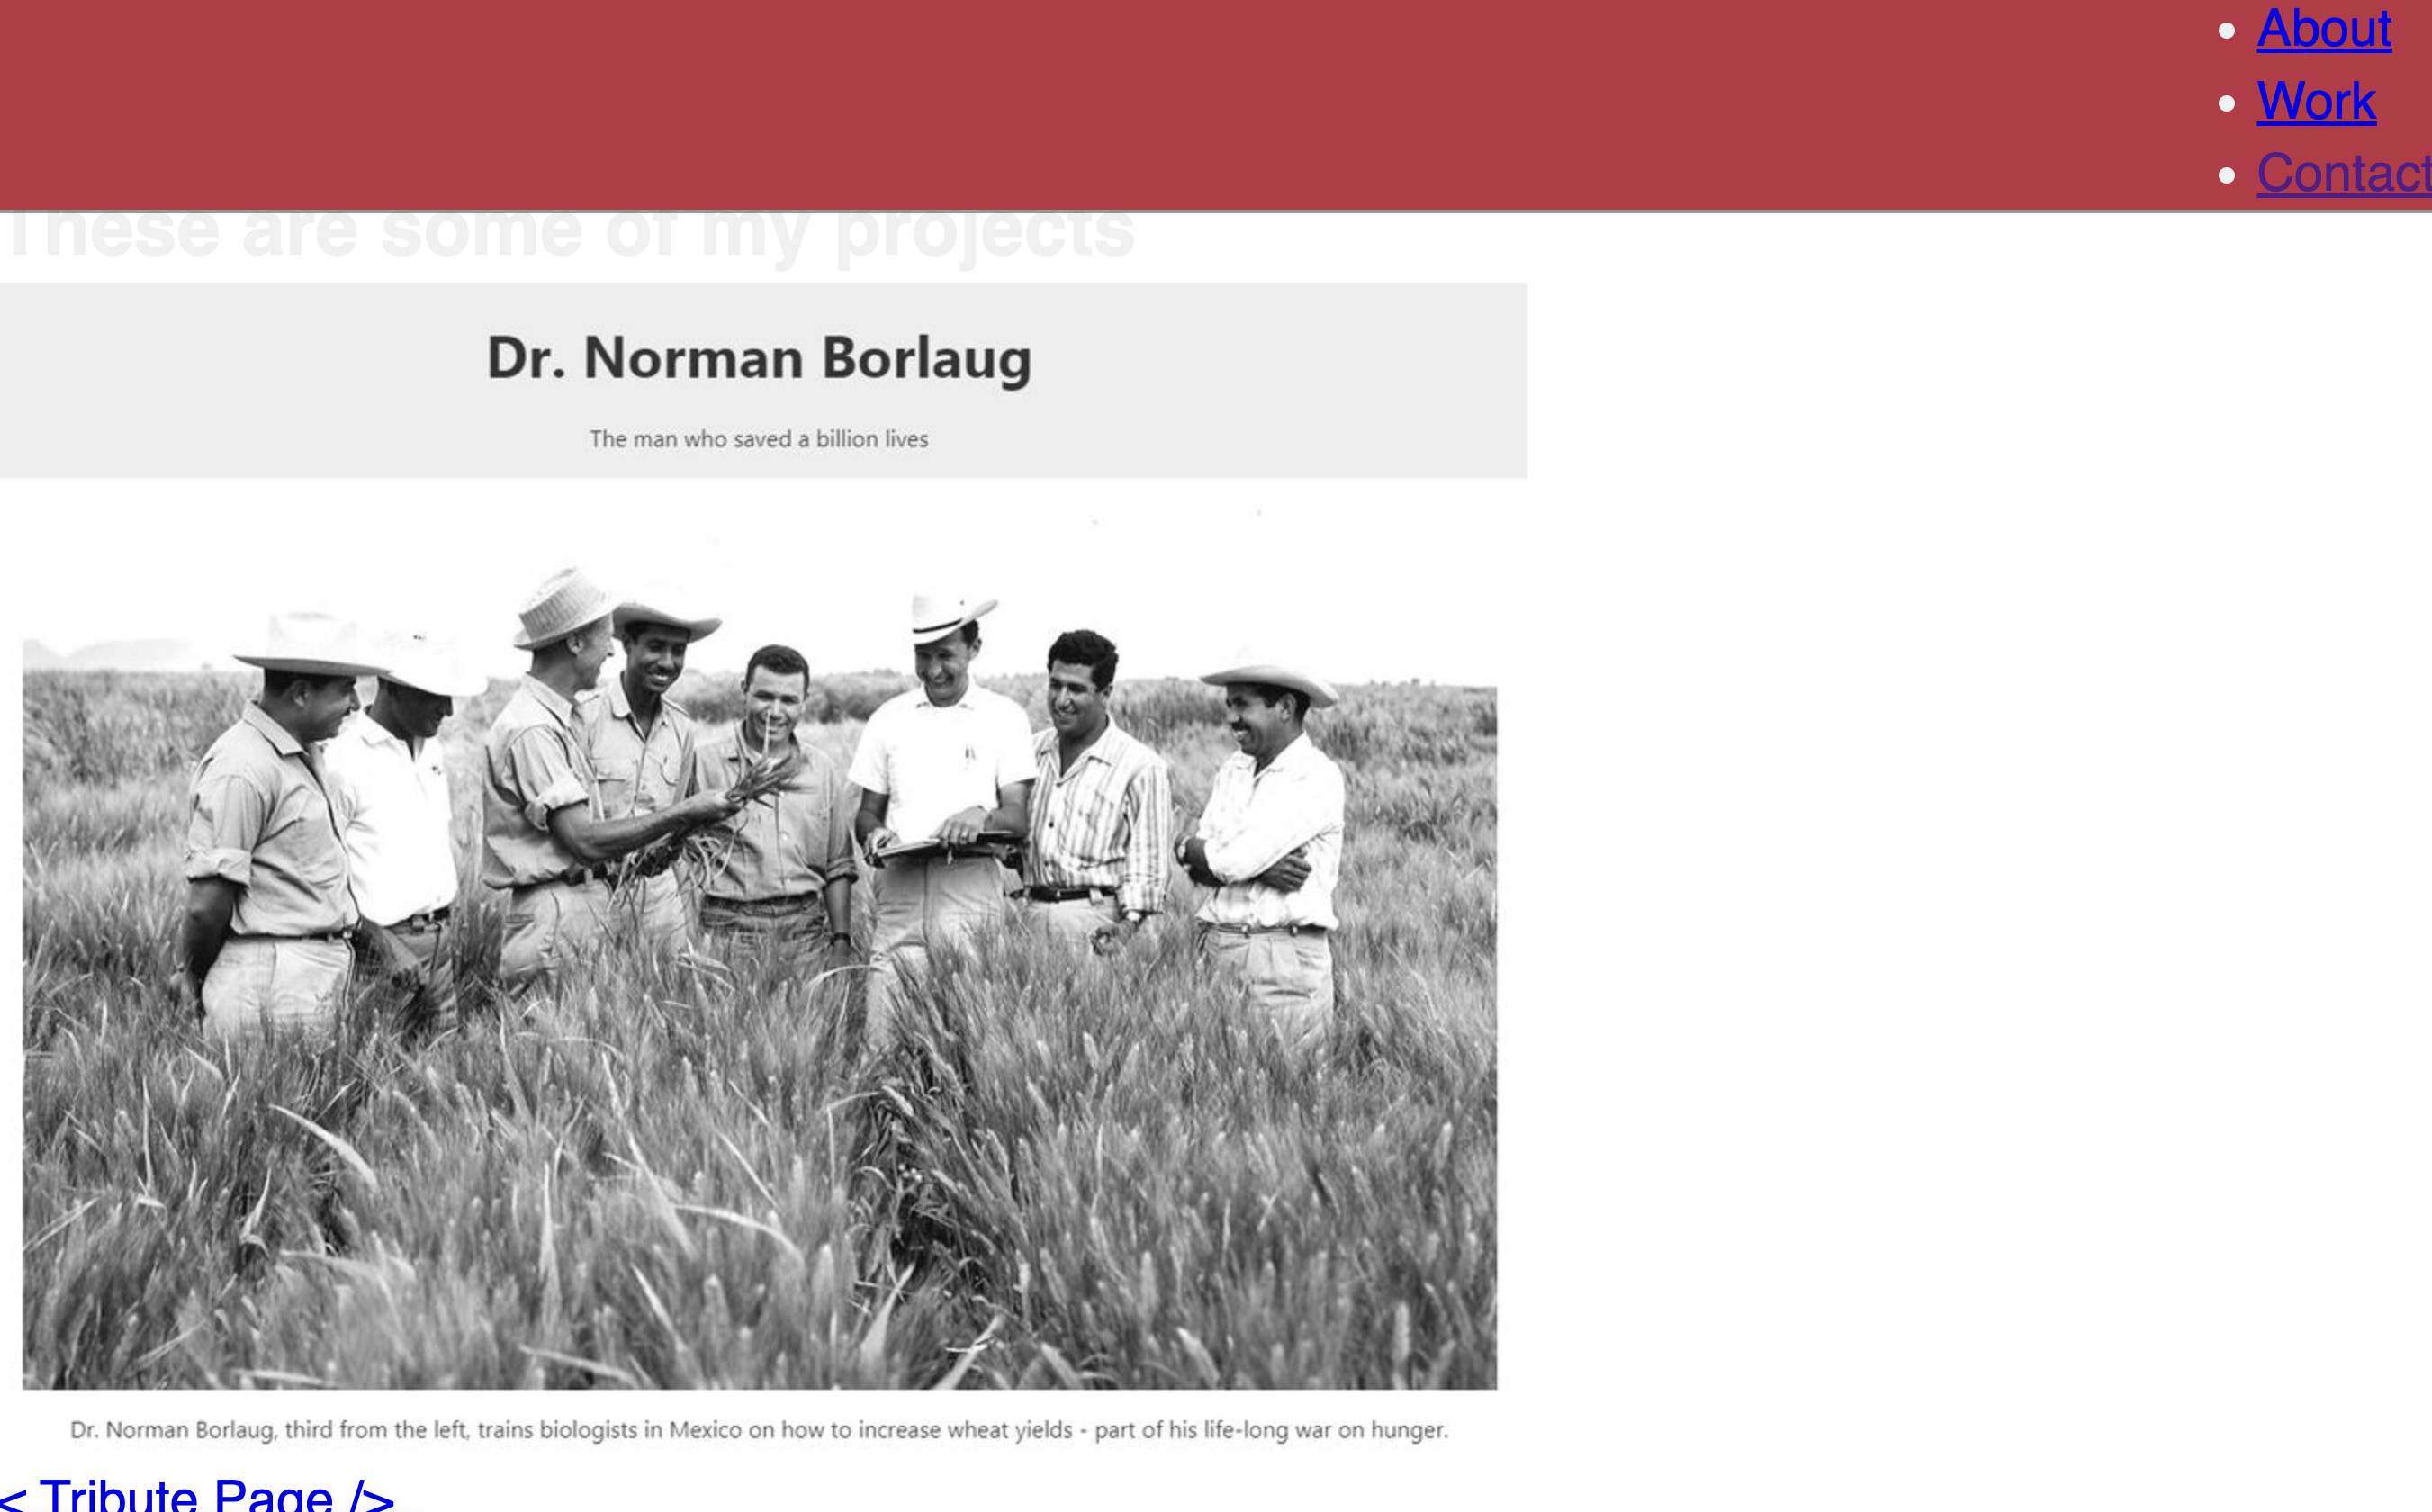 About
Work
Contact
These are some of my projects
Dr. Norman Borlaug
The man who saved a billion lives
Dr. Norman Borlaug, third from the left, trains biologists in Mexico on how to increase wheat yields - part of his life-long war on hunger.
< Tribute Page />